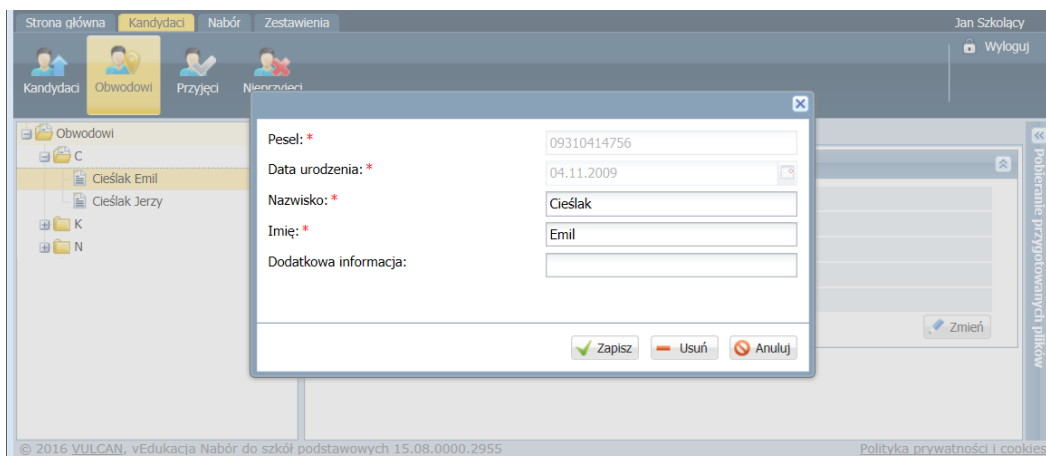 Strona główna Kandydaci Nabór Zestawienia Jan Szkolący
Wyloguj
Kandydaci Obwodowi Przyjęci Nieprzyjęci
Obwodowi
C
Cieślak Emil
Cieślak Jerzy
K
N
Pesel: * 09310414756
Data urodzenia: * 04.11.2009
Nazwisko: * Cieślak
Imię: * Emil
Dodatkowa informacja:
Zapisz Usuń Anuluj
Zmień
Pobieranie przygotowanych plików
© 2016 VULCAN, vEdukacja Nabór do szkół podstawowych 15.08.0000.2955 Polityka prywatności i cookies